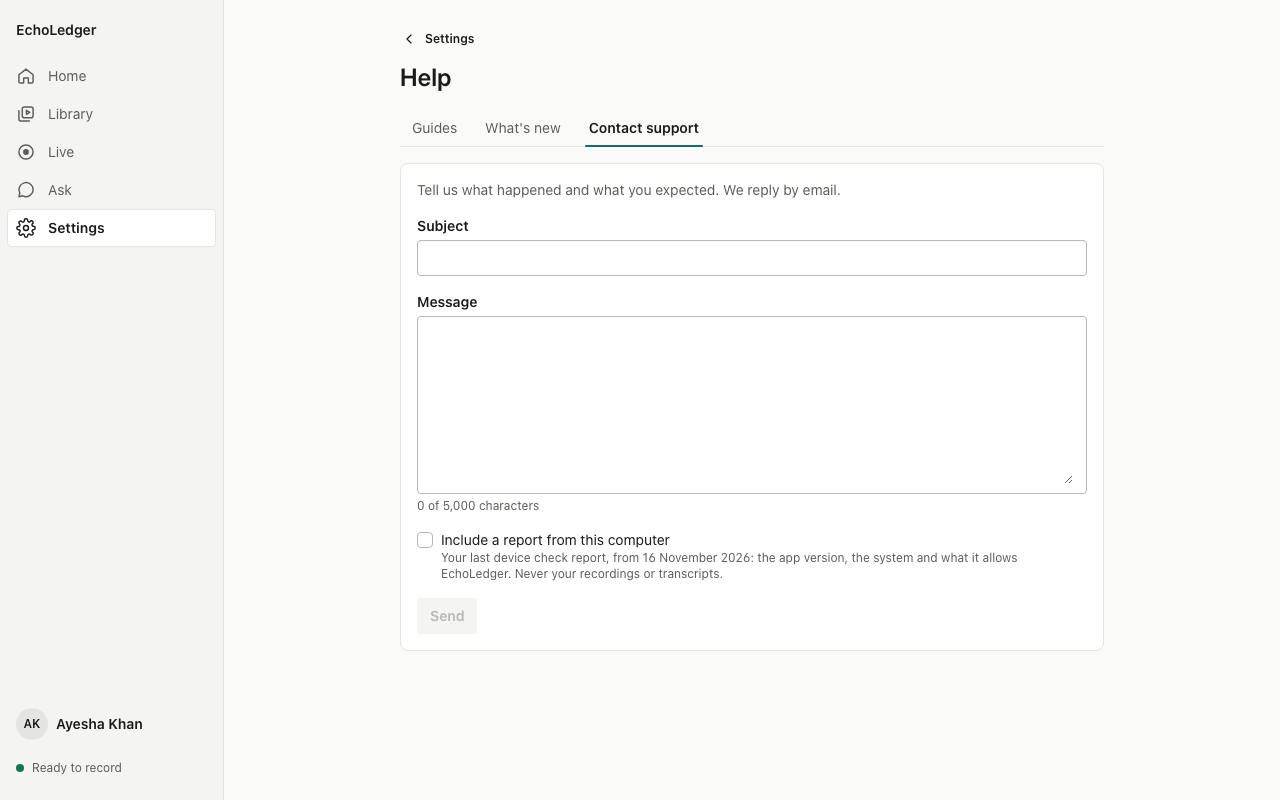 EchoLedger
Home
Library
Live
Ask
Settings
AK
Ayesha Khan
Ready to record
Settings
Help
Guides
What's new
Contact support
Tell us what happened and what you expected. We reply by email.
Subject
Message
0 of 5,000 characters
Include a report from this computer
Your last device check report, from 16 November 2026: the app version, the system and what it allows
EchoLedger. Never your recordings or transcripts.
Send